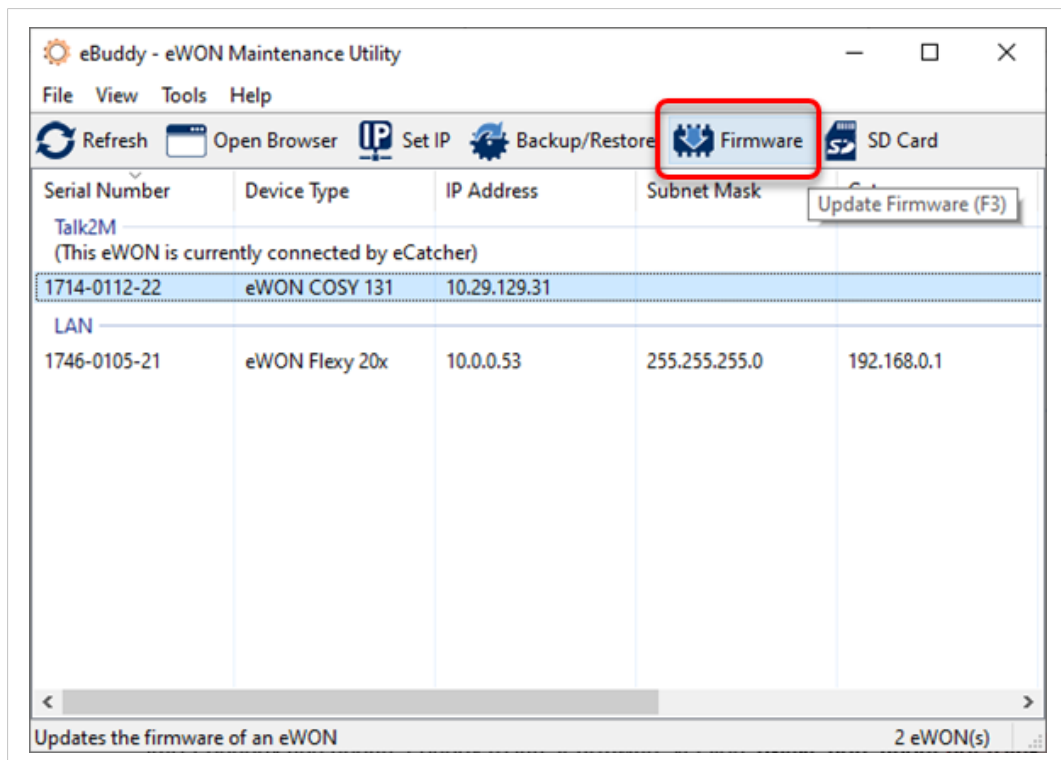 eBuddy - eWON Maintenance Utility
File View Tools Help
Refresh Open Browser Set IP Backup/Restore Firmware SD Card
Serial Number Device Type IP Address Subnet Mask
Update Firmware (F3)
Talk2M
(This eWON is currently connected by eCatcher)
1714-0112-22 eWON COSY 131 10.29.129.31
LAN
1746-0105-21 eWON Flexy 20x 10.0.0.53 255.255.255.0 192.168.0.1
Updates the firmware of an eWON 2 eWON(s)